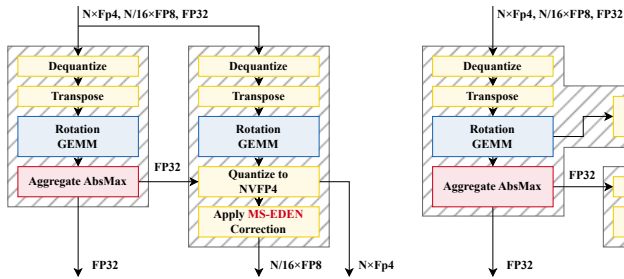 N×Fp4, N/16×FP8, FP32
Dequantize
Transpose
Rotation
GEMM
Aggregate AbsMax
FP32
FP32
Dequantize
Transpose
Rotation
GEMM
Quantize to
NVFP4
Apply MS-EDEN
Correction
N/16×FP8
N×Fp4
N×Fp4, N/16×FP8, FP32
Dequantize
Transpose
Rotation
GEMM
Aggregate AbsMax
FP32
FP32